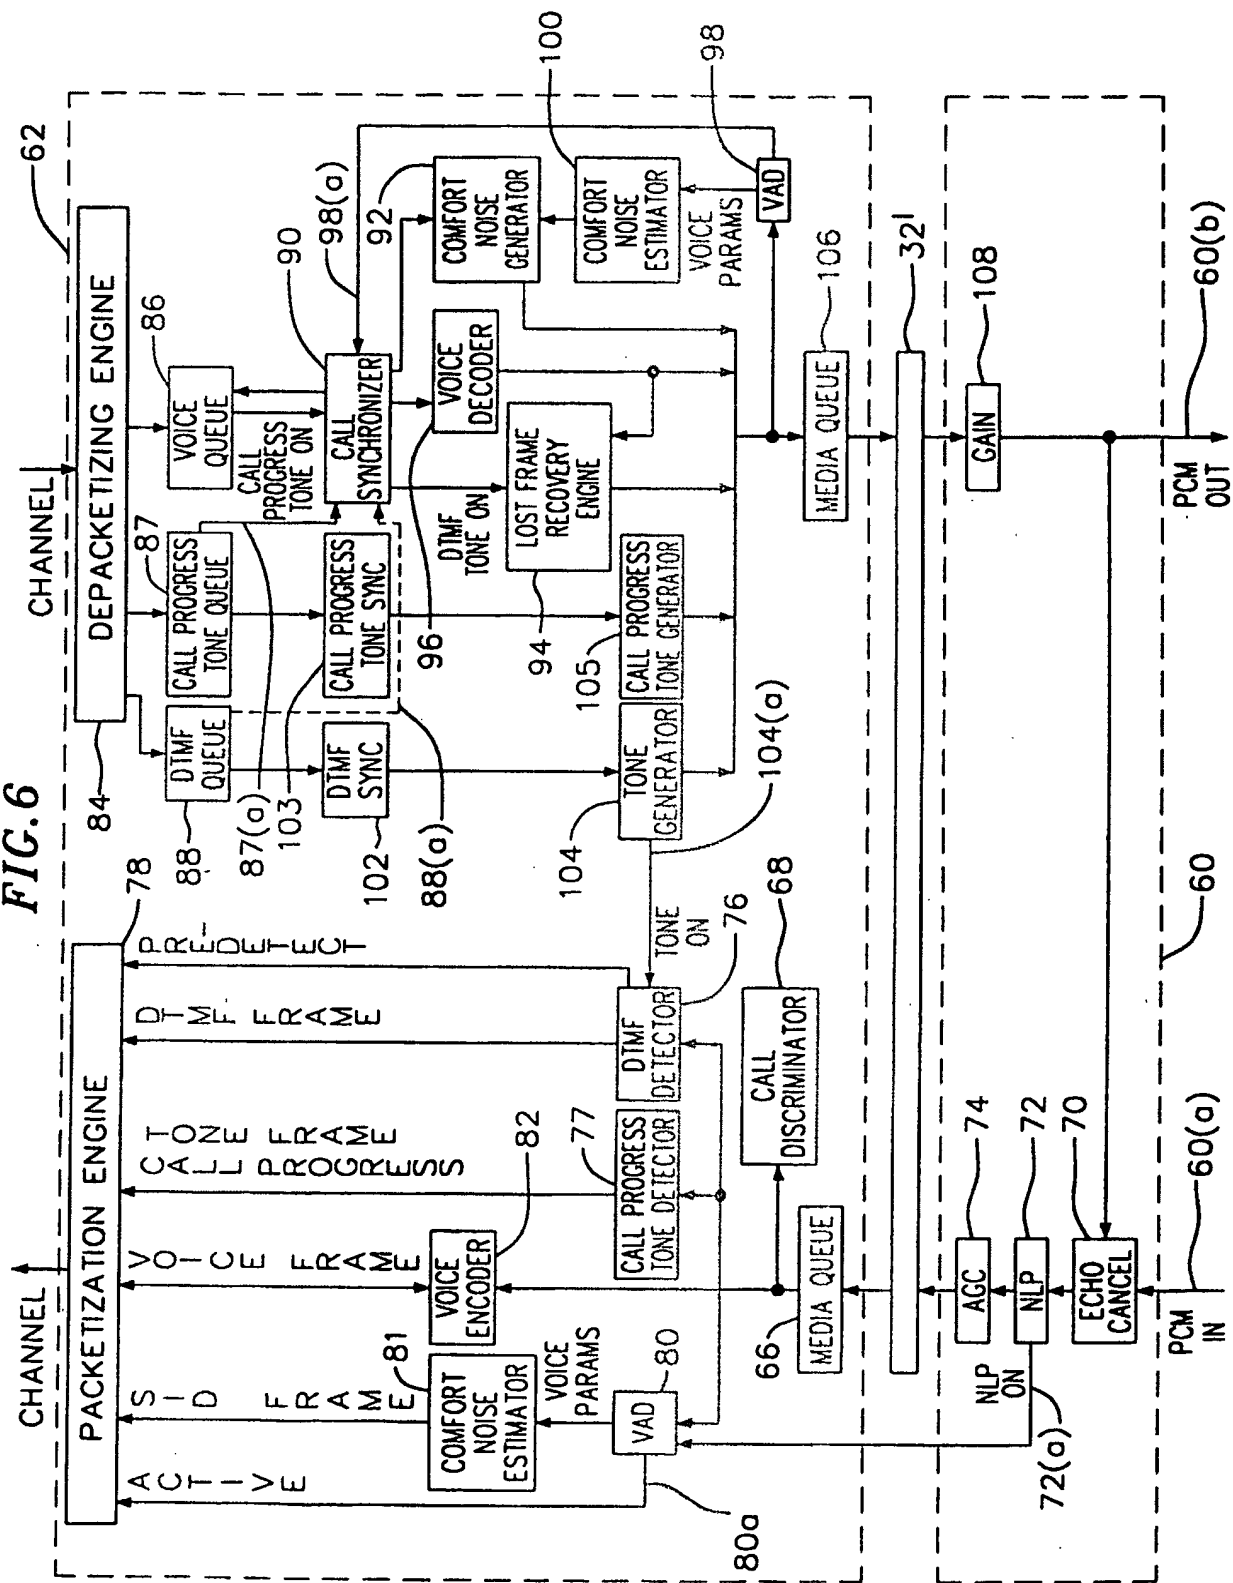 FIG.6
CHANNEL
PACKETIZATION ENGINE
78
ACTIVE
SID FRAME
VOICE FRAME
CALL PROGRESS
TONE FRAME
DTMF FRAME
PRE-
DETECT
COMFORT
NOISE
ESTIMATOR
81
VOICE
ENCODER
82
VOICE
PARAMS
VAD
80
80a
CALL PROGRESS
TONE DETECTOR
77
DTMF
DETECTOR
76
TONE
ON
CALL
DISCRIMINATOR
68
MEDIA QUEUE
66
NLP
ON
72(a)
AGC
74
NLP
72
ECHO
CANCEL
70
PCM
IN
60(a)
60
CHANNEL
62
DEPACKETIZING ENGINE
84
DTMF
QUEUE
88
CALL PROGRESS
TONE QUEUE
87
VOICE
QUEUE
86
87(a)
CALL
PROGRESS
TONE ON
103
DTMF
SYNC
102
CALL PROGRESS
TONE SYNC
CALL
SYNCHRONIZER
90
98(a)
88(a)
96
DTMF
TONE ON
VOICE
DECODER
COMFORT
NOISE
GENERATOR
92
LOST FRAME
RECOVERY
ENGINE
94
COMFORT
NOISE
ESTIMATOR
100
TONE
GENERATOR
104
104(a)
CALL PROGRESS
TONE GENERATOR
105
VOICE
PARAMS
VAD
98
MEDIA QUEUE
106
32'
GAIN
108
PCM
OUT
60(b)